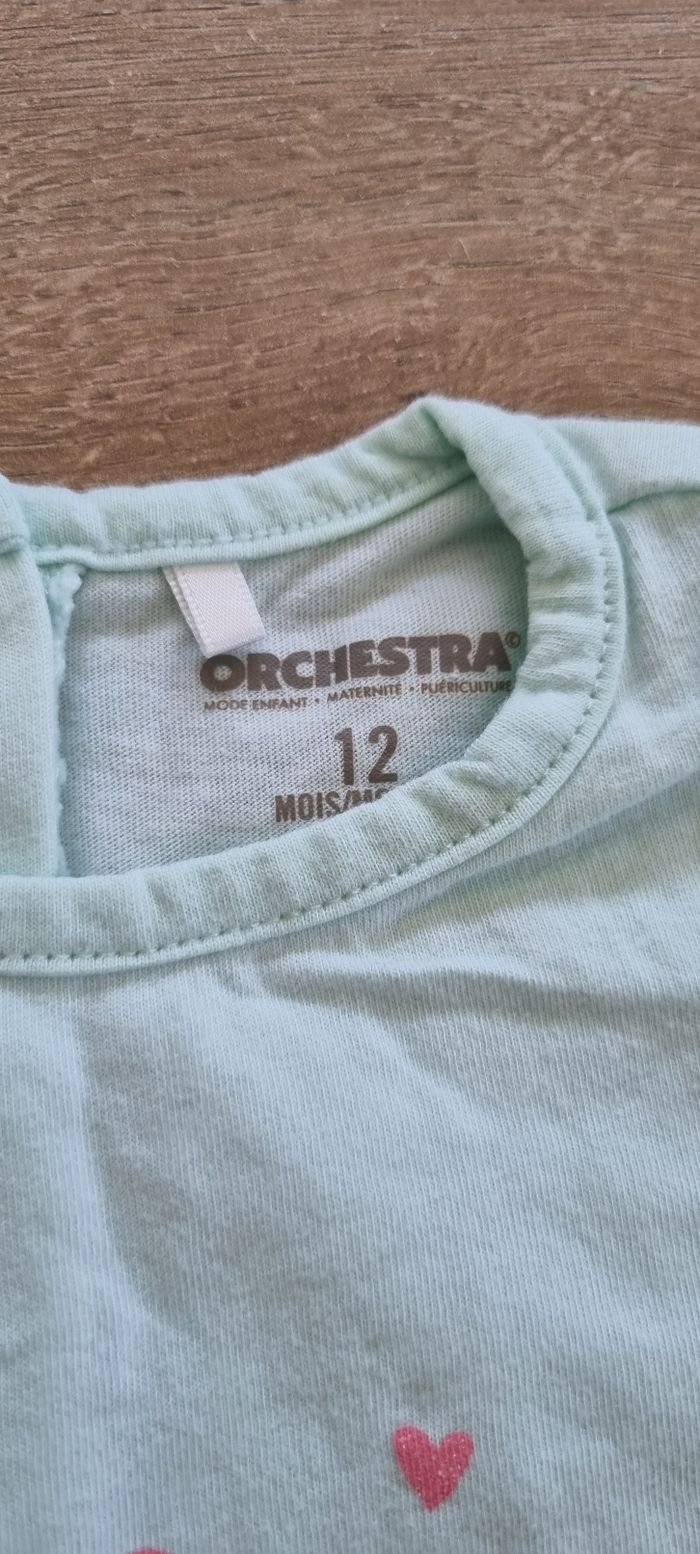 ORCHESTRA©
MODE ENFANT • MATERNITÉ • PUÉRICULTURE
12
MOIS/